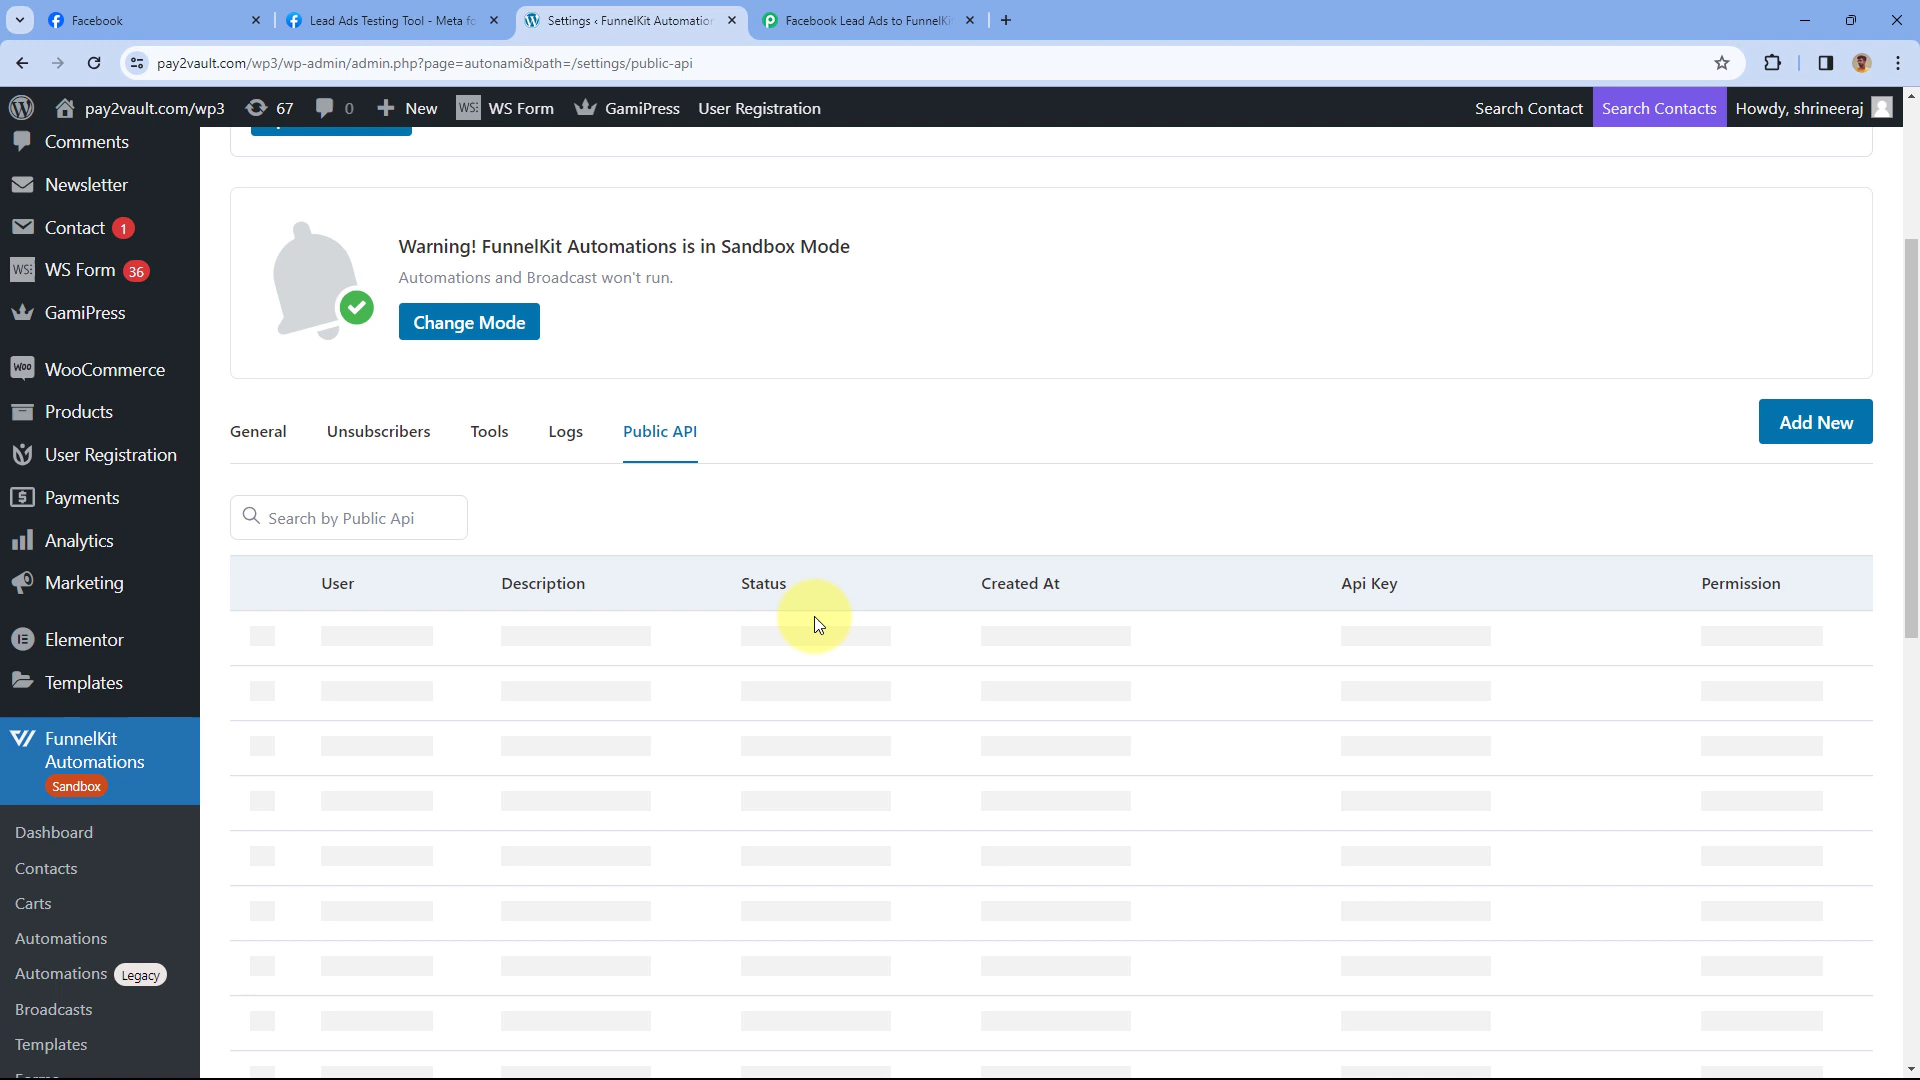 Facebook
Lead Ads Testing Tool - Meta fo
Settings ‹ FunnelKit Automation
Facebook Lead Ads to FunnelKi
pay2vault.com/wp3/wp-admin/admin.php?page=autonami&path=/settings/public-api
pay2vault.com/wp3
67
0
New
WS Form
GamiPress
User Registration
Search Contact
Search Contacts
Howdy, shrineeraj
Comments
Newsletter
Contact 1
WS Form 36
GamiPress
WooCommerce
Products
User Registration
Payments
Analytics
Marketing
Elementor
Templates
FunnelKit
Automations
Sandbox
Dashboard
Contacts
Carts
Automations
Automations Legacy
Broadcasts
Templates
Warning! FunnelKit Automations is in Sandbox Mode
Automations and Broadcast won't run.
Change Mode
General
Unsubscribers
Tools
Logs
Public API
Add New
Search by Public Api
User
Description
Status
Created At
Api Key
Permission